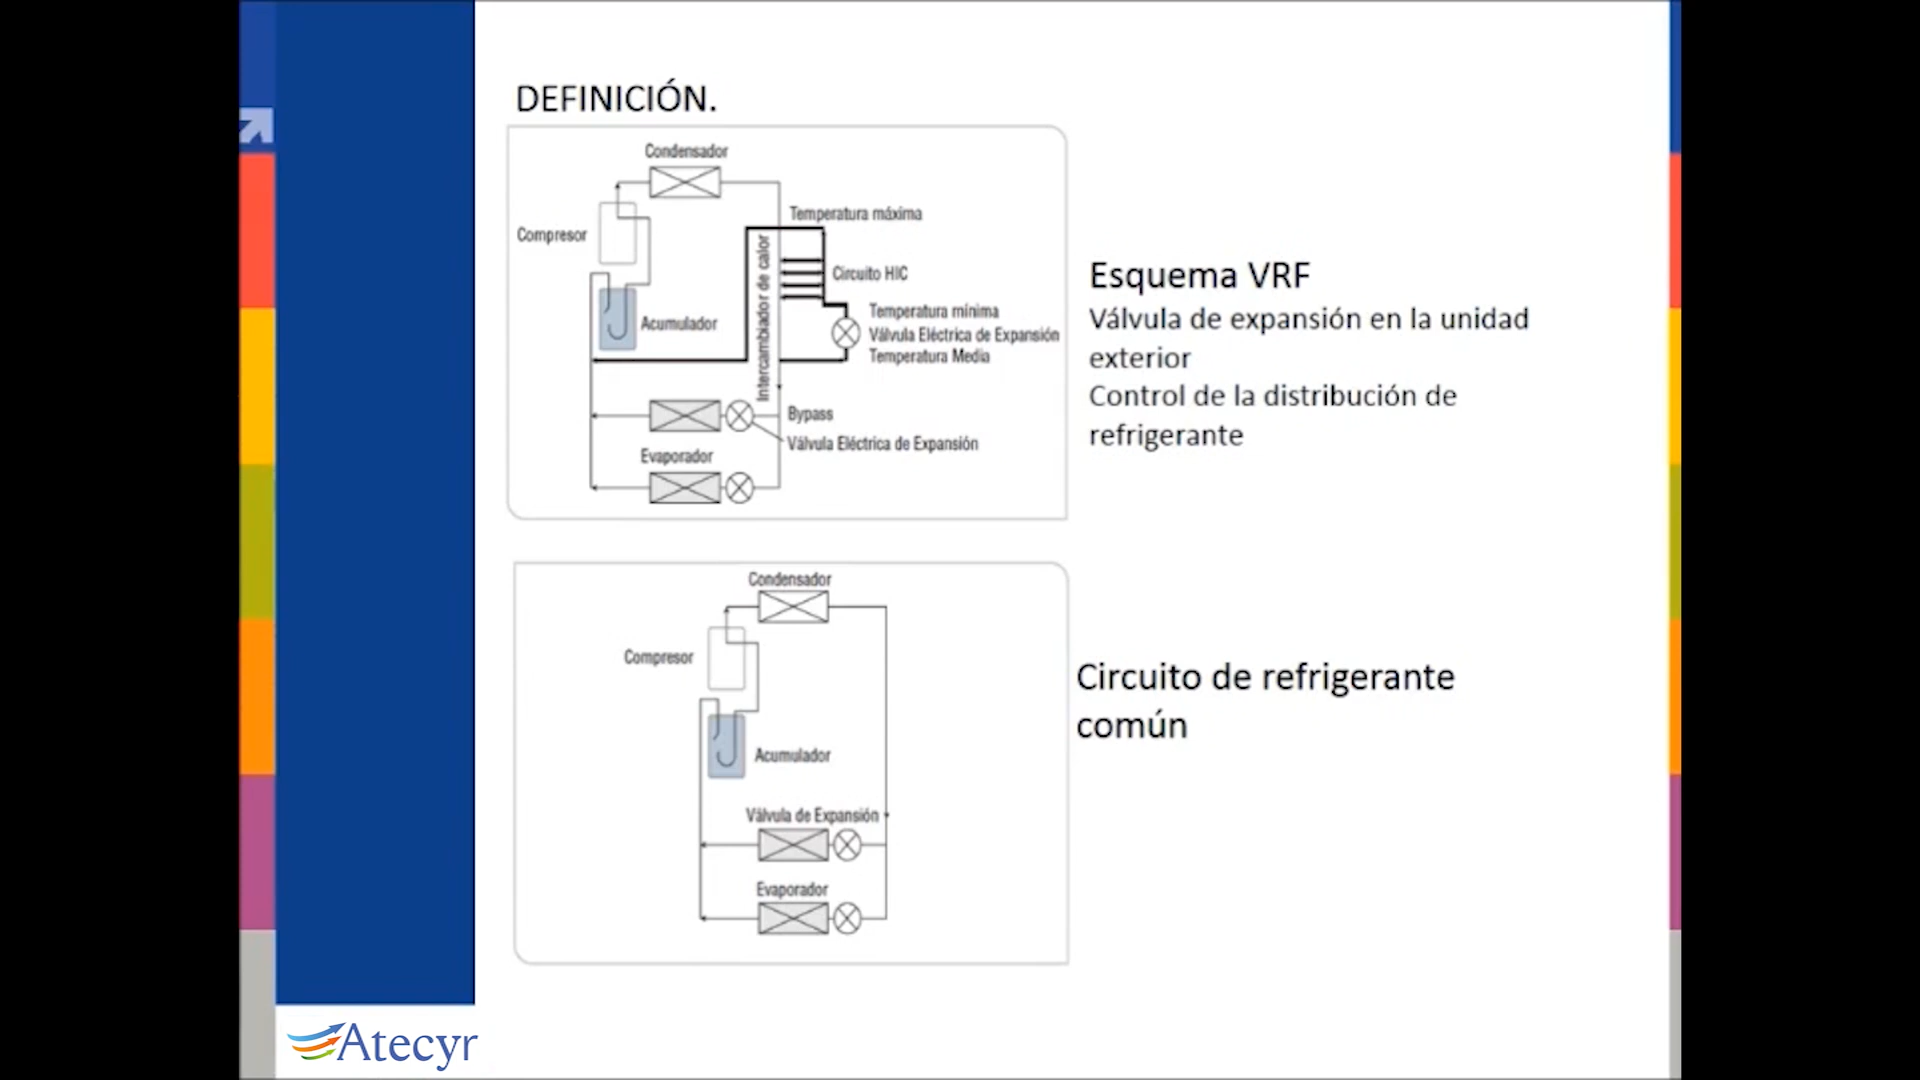 DEFINICIÓN.
Condensador
Temperatura máxima
Compresor
Intercambiador de calor
Circuito HIC
Temperatura mínima
Acumulador
Válvula Eléctrica de Expansión
Temperatura Media
Bypass
Válvula Eléctrica de Expansión
Evaporador
Esquema VRF
Válvula de expansión en la unidad
exterior
Control de la distribución de
refrigerante
Condensador
Compresor
Acumulador
Válvula de Expansión
Evaporador
Circuito de refrigerante
común
Atecyr